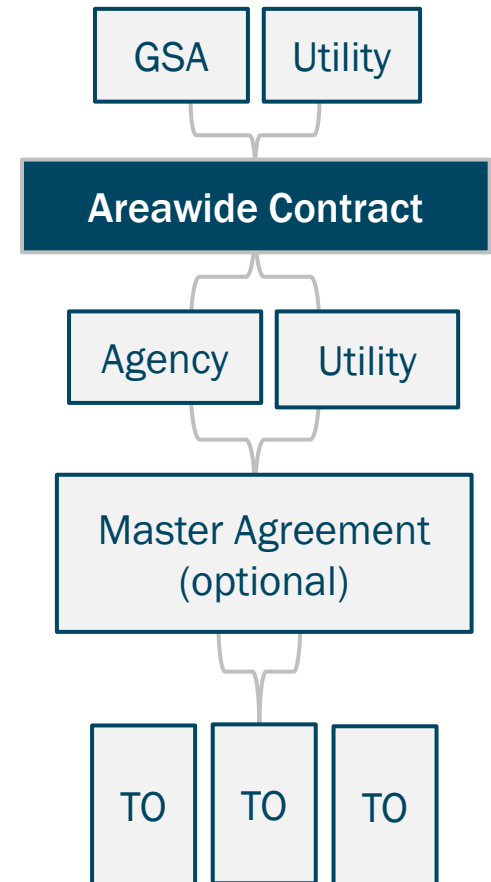 GSA
Utility
Areawide Contract
Agency
Utility
Master Agreement
(optional)
TO
TO
TO